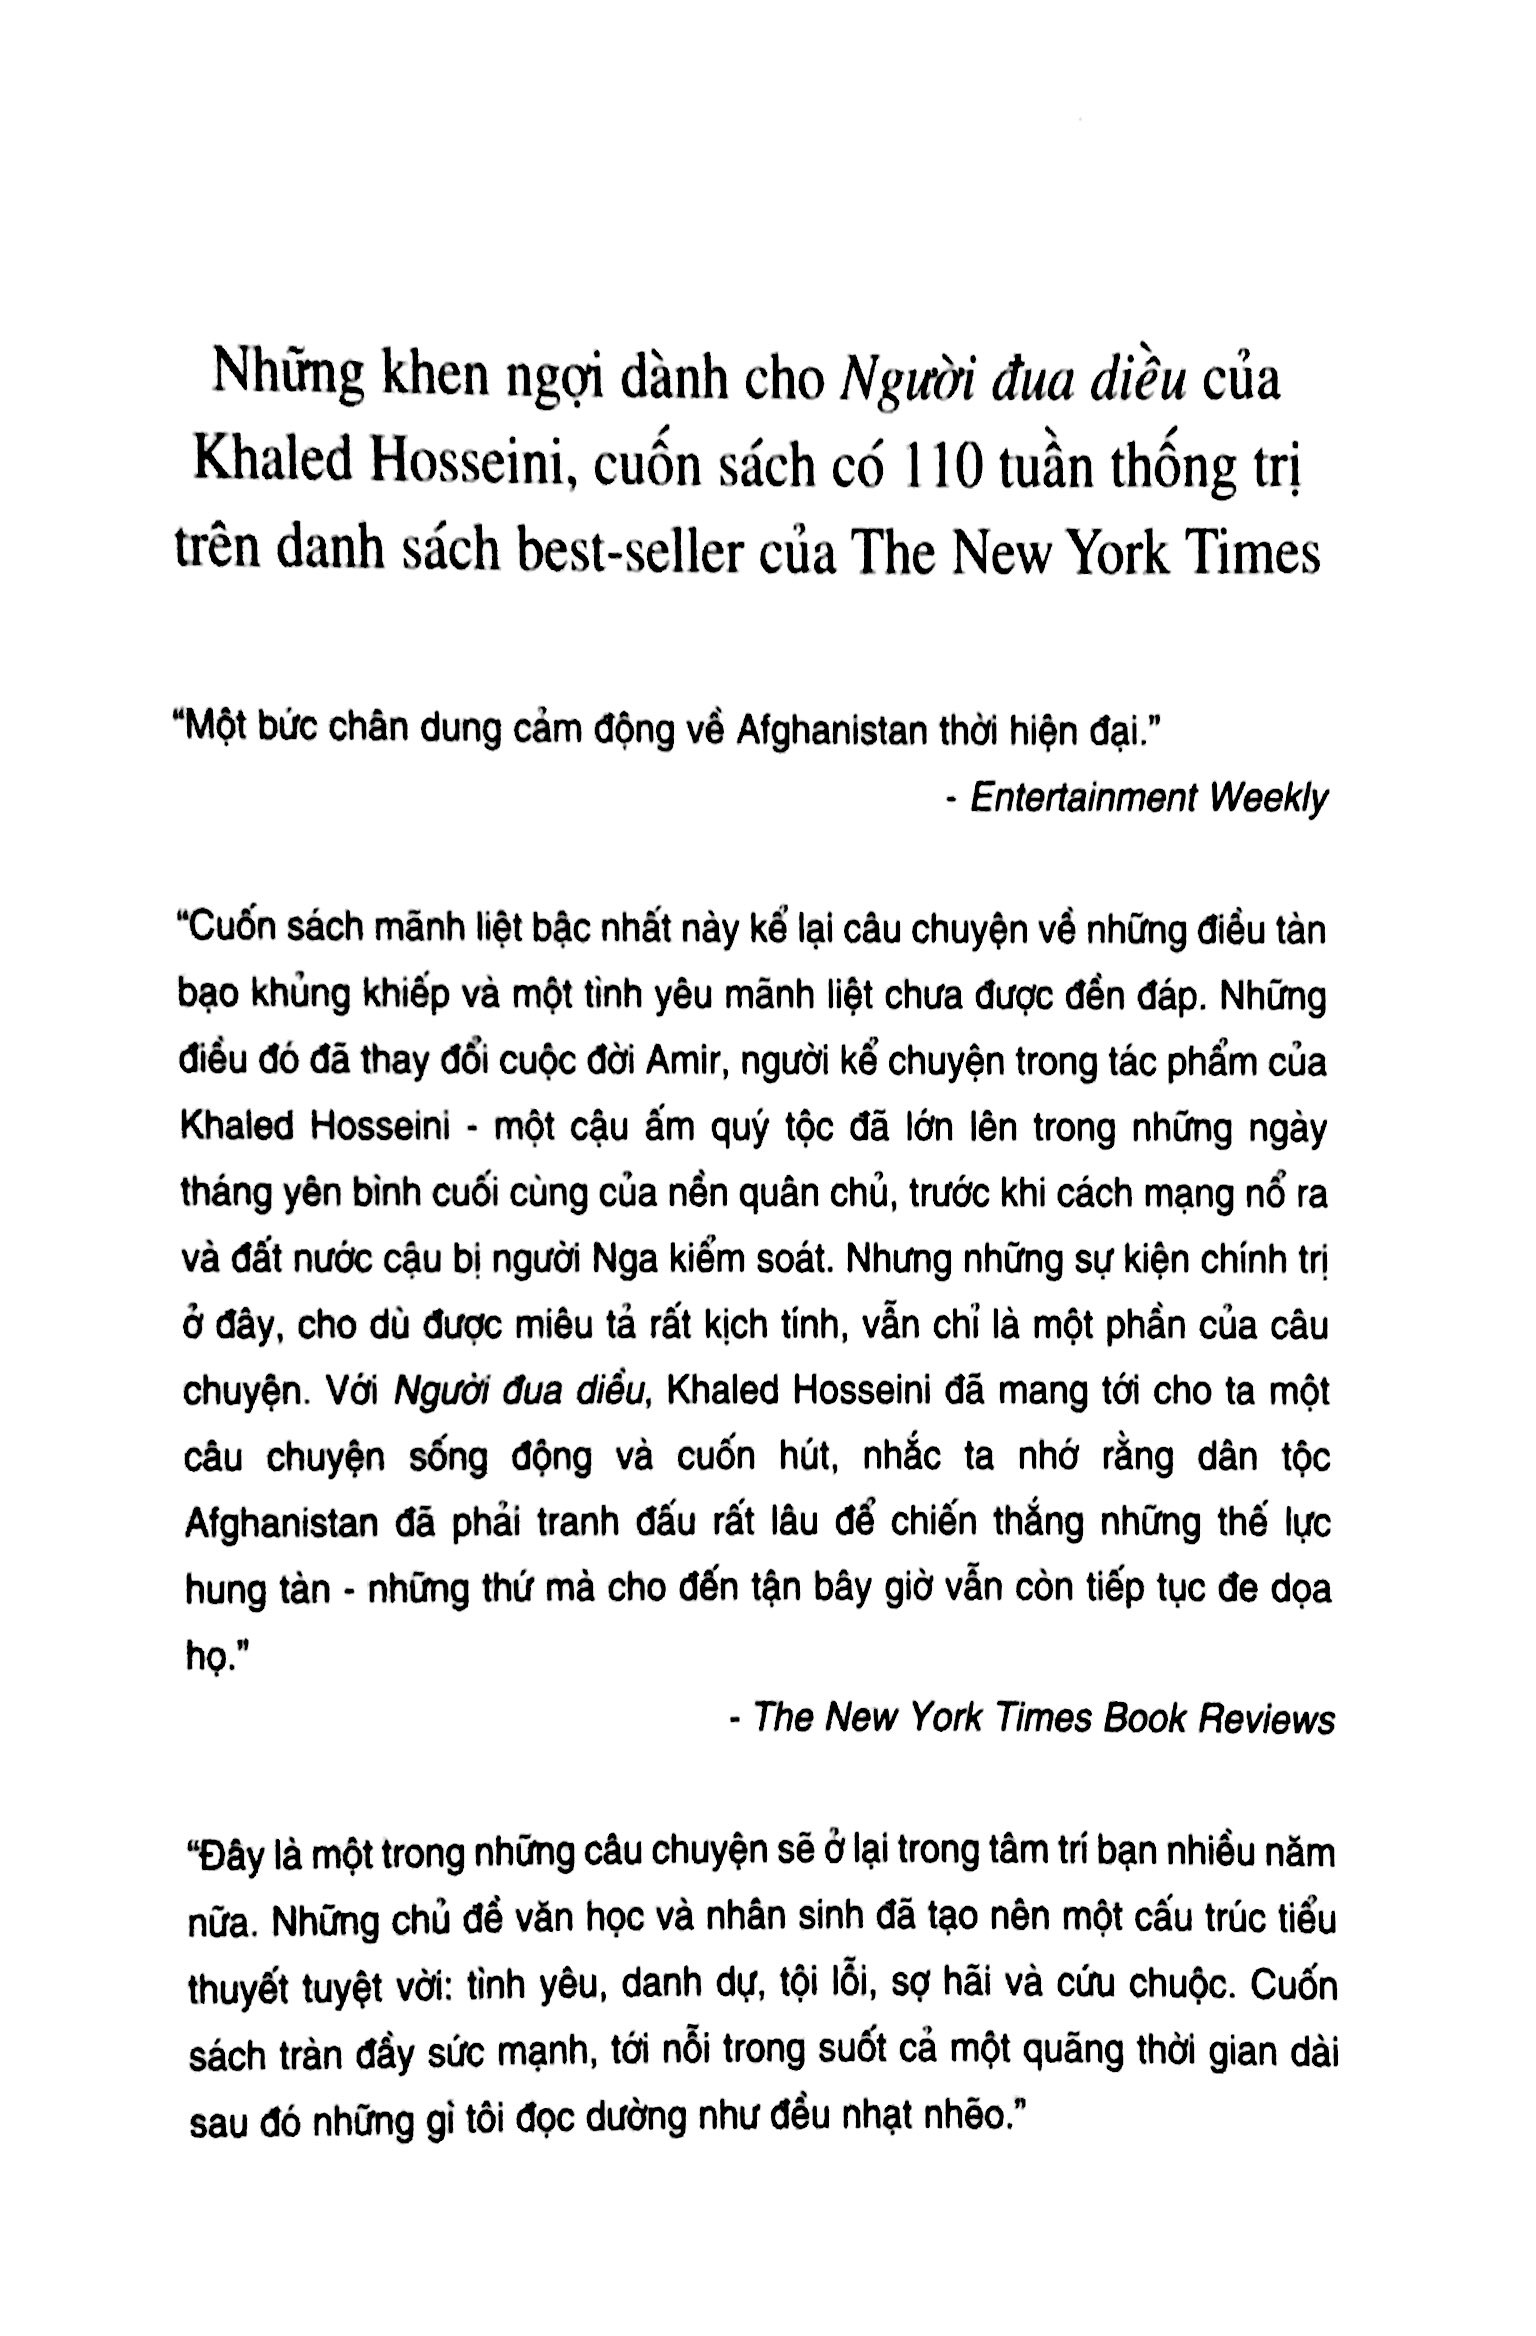 Những khen ngợi dành cho Người đua diều của
Khaled Hosseini, cuốn sách có 110 tuần thống trị
trên danh sách best-seller của The New York Times
“Một bức chân dung cảm động về Afghanistan thời hiện đại.”
- Entertainment Weekly
“Cuốn sách mãnh liệt bậc nhất này kể lại câu chuyện về những điều tàn
bạo khủng khiếp và một tình yêu mãnh liệt chưa được đền đáp. Những
điều đó đã thay đổi cuộc đời Amir, người kể chuyện trong tác phẩm của
Khaled Hosseini - một cậu ấm quý tộc đã lớn lên trong những ngày
tháng yên bình cuối cùng của nền quân chủ, trước khi cách mạng nổ ra
và đất nước cậu bị người Nga kiểm soát. Nhưng những sự kiện chính trị
ở đây, cho dù được miêu tả rất kịch tính, vẫn chỉ là một phần của câu
chuyện. Với Người đua diều, Khaled Hosseini đã mang tới cho ta một
câu chuyện sống động và cuốn hút, nhắc ta nhớ rằng dân tộc
Afghanistan đã phải tranh đấu rất lâu để chiến thắng những thế lực
hung tàn - những thứ mà cho đến tận bây giờ vẫn còn tiếp tục đe dọa
họ.”
- The New York Times Book Reviews
“Đây là một trong những câu chuyện sẽ ở lại trong tâm trí bạn nhiều năm
nữa. Những chủ đề văn học và nhân sinh đã tạo nên một cấu trúc tiểu
thuyết tuyệt vời: tình yêu, danh dự, tội lỗi, sợ hãi và cứu chuộc. Cuốn
sách tràn đầy sức mạnh, tới nỗi trong suốt cả một quãng thời gian dài
sau đó những gì tôi đọc dường như đều nhạt nhẽo.”